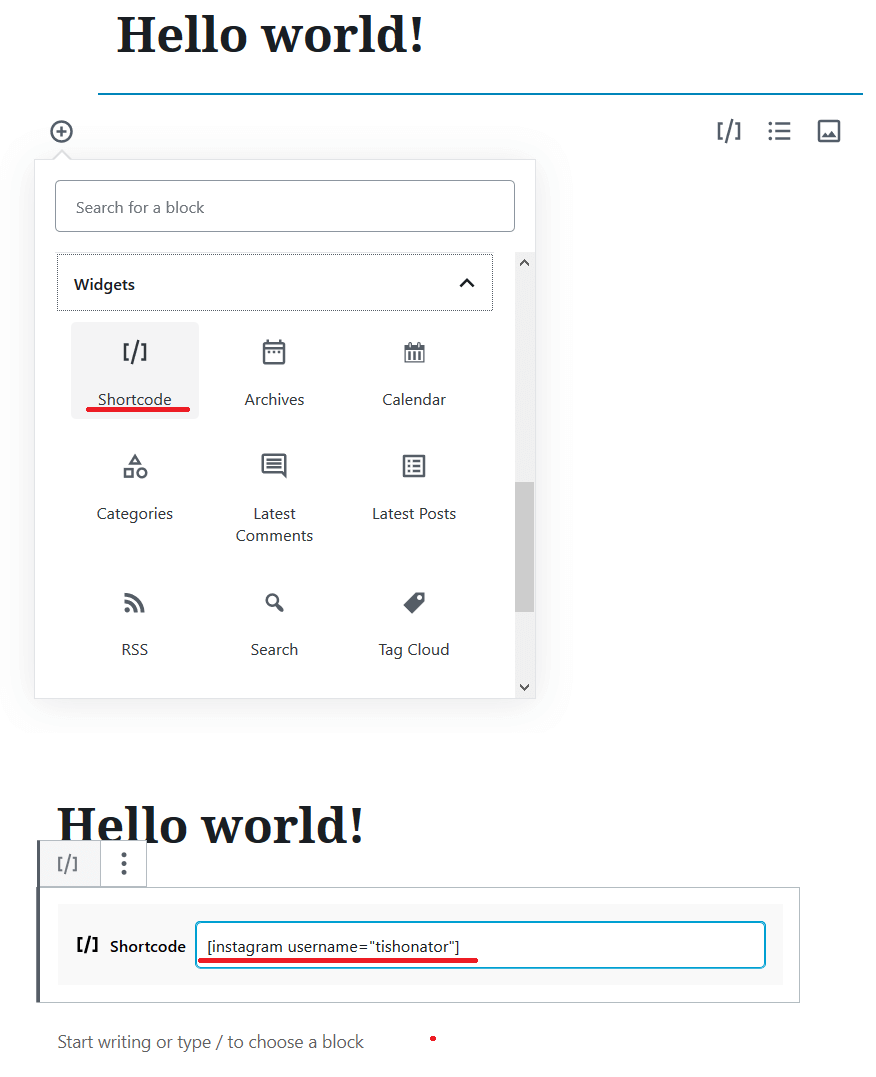 Hello world!
Search for a block
Widgets
Shortcode Archives Calendar
Categories Latest Comments Latest Posts
RSS Search Tag Cloud
Hello world!
Shortcode [instagram username="tishonator"]
Start writing or type / to choose a block